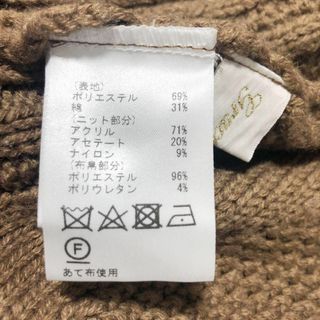 (表地)
ポリエステル 69%
綿 31%
(ニット部分)
アクリル 71%
アセテート 20%
ナイロン 9%
(布帛部分)
ポリエステル 96%
ポリウレタン 4%
F
あて布使用